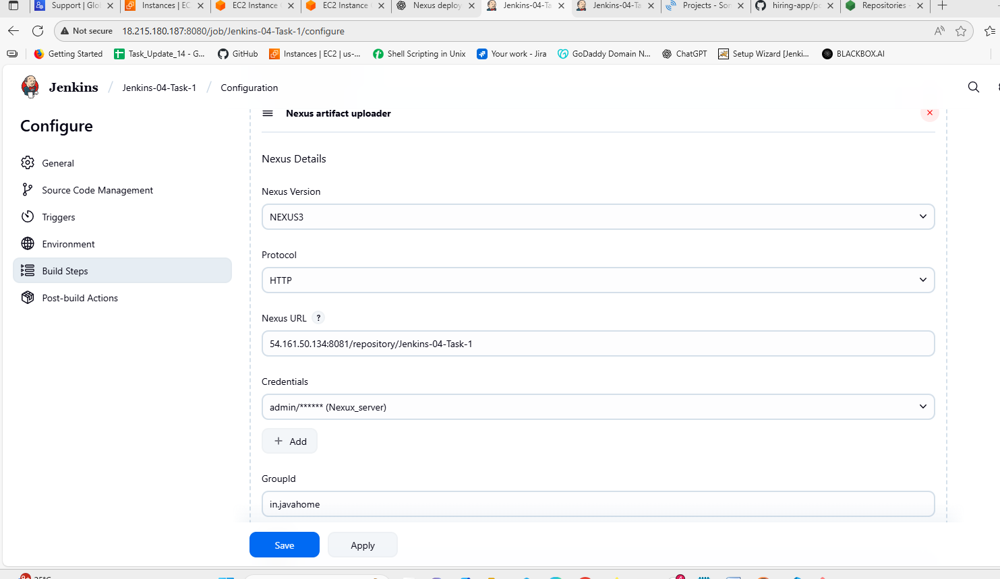 Support | Glo
Instances | EC
EC2 Instance
EC2 Instance
Nexus deploy
Jenkins-04-Ta
Jenkins-04-Ta
Projects - Son
hiring-app/po
Repositories -
Not secure 18.215.180.187:8080/job/Jenkins-04-Task-1/configure
Getting Started Task_Update_14 - G... GitHub Instances | EC2 | us-... Shell Scripting in Unix Your work - Jira GoDaddy Domain N... ChatGPT Setup Wizard [Jenki... BLACKBOX.AI
Jenkins / Jenkins-04-Task-1 / Configuration
Configure
General
Source Code Management
Triggers
Environment
Build Steps
Post-build Actions
Nexus artifact uploader
Nexus Details
Nexus Version
NEXUS3
Protocol
HTTP
Nexus URL ?
54.161.50.134:8081/repository/Jenkins-04-Task-1
Credentials
admin/****** (Nexux_server)
+ Add
GroupId
in.javahome
Save Apply